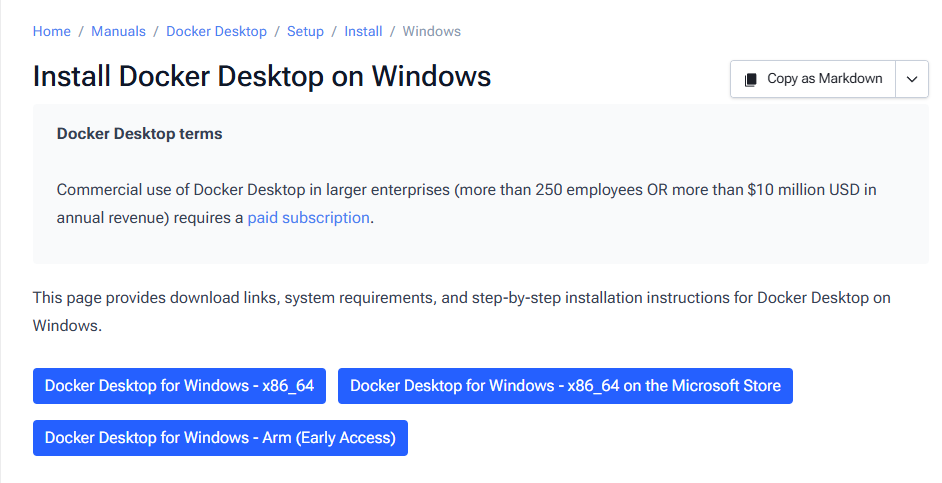 Home / Manuals / Docker Desktop / Setup / Install / Windows
Install Docker Desktop on Windows
Copy as Markdown
Docker Desktop terms
Commercial use of Docker Desktop in larger enterprises (more than 250 employees OR more than $10 million USD in
annual revenue) requires a paid subscription.
This page provides download links, system requirements, and step-by-step installation instructions for Docker Desktop on
Windows.
Docker Desktop for Windows - x86_64
Docker Desktop for Windows - x86_64 on the Microsoft Store
Docker Desktop for Windows - Arm (Early Access)